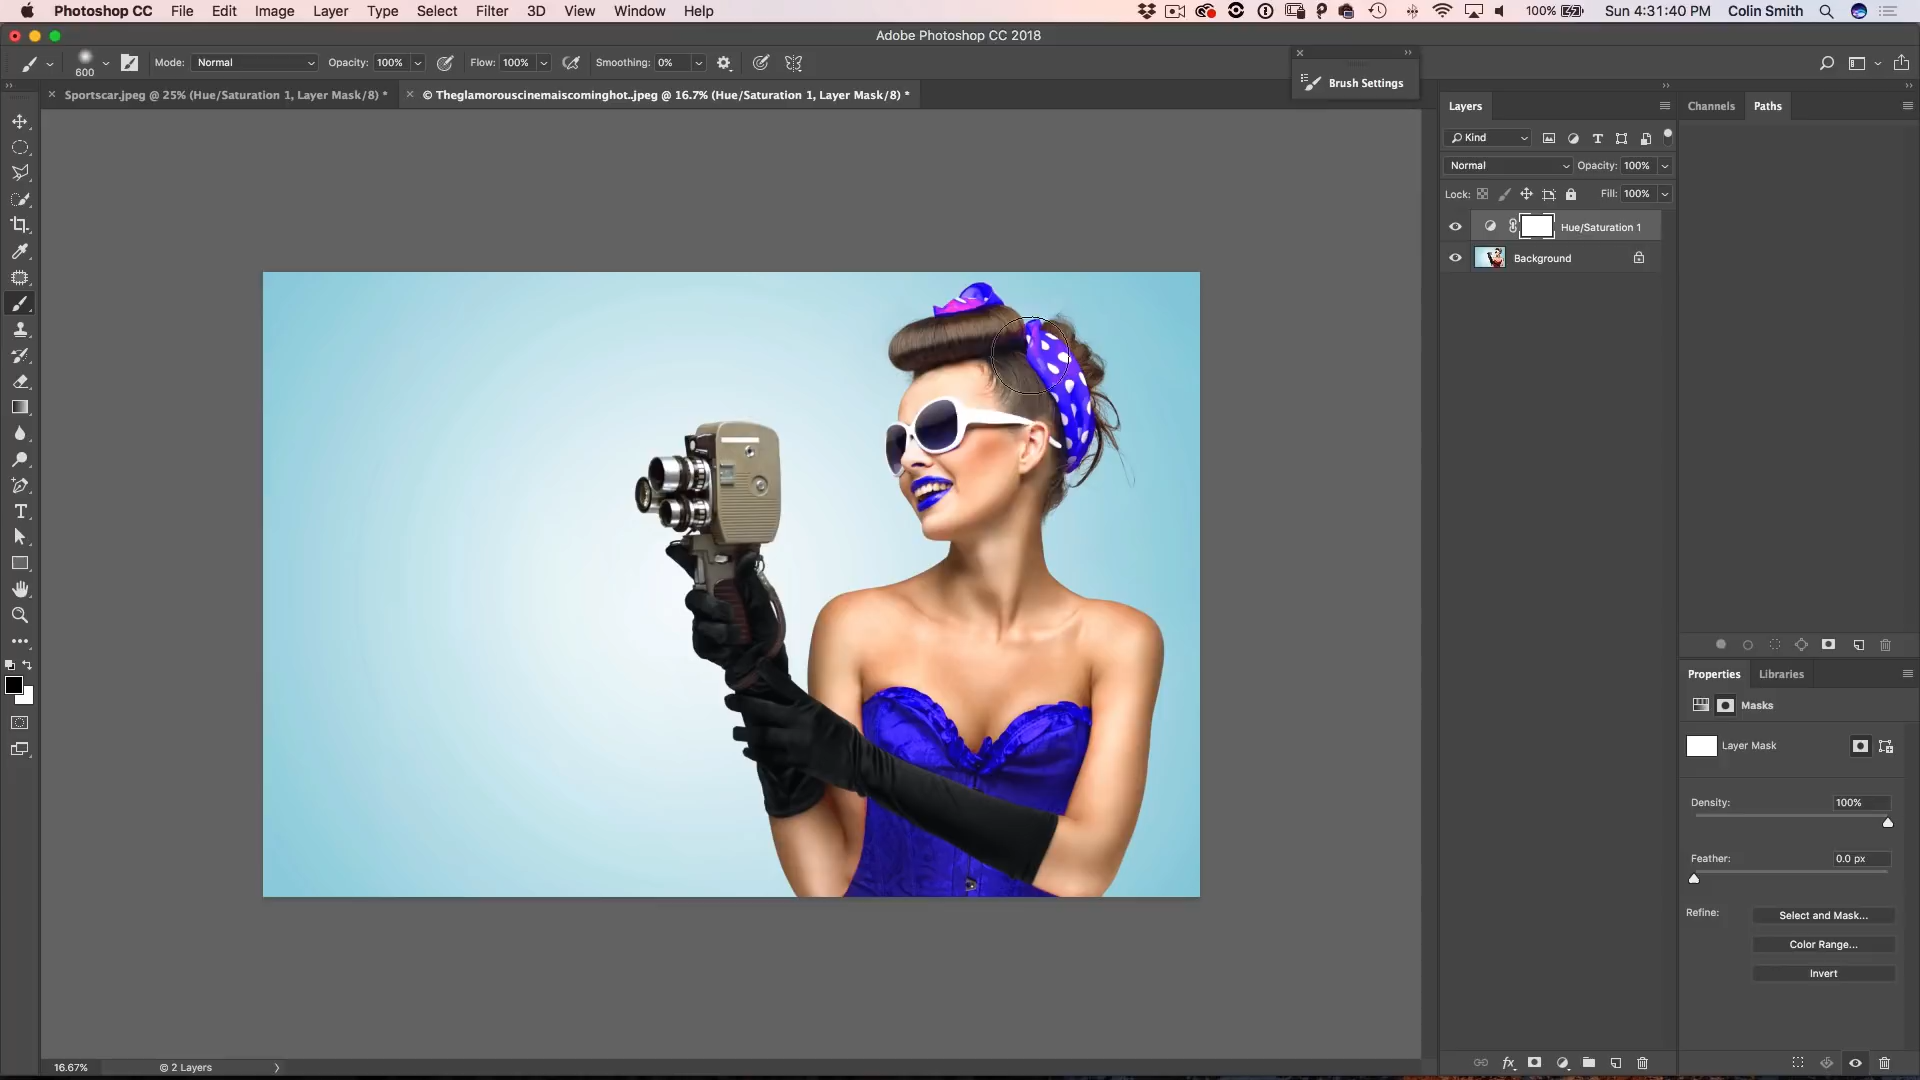 Photoshop CC File Edit Image Layer Type Select Filter 3D View Window Help 100% Sun 4:31:40 PM Colin Smith
Adobe Photoshop CC 2018
600 Mode: Normal Opacity: 100% Flow: 100% Smoothing: 0%
Brush Settings
Sportscar.jpeg @ 25% (Hue/Saturation 1, Layer Mask/8) *
© Theglamorouscinemaiscominghot..jpeg @ 16.7% (Hue/Saturation 1, Layer Mask/8) *
Layers
Kind
Normal Opacity: 100%
Lock: Fill: 100%
Hue/Saturation 1
Background
Channels Paths
Properties Libraries
Masks
Layer Mask
Density: 100%
Feather: 0.0 px
Refine: Select and Mask...
Color Range...
Invert
16.67% © 2 Layers